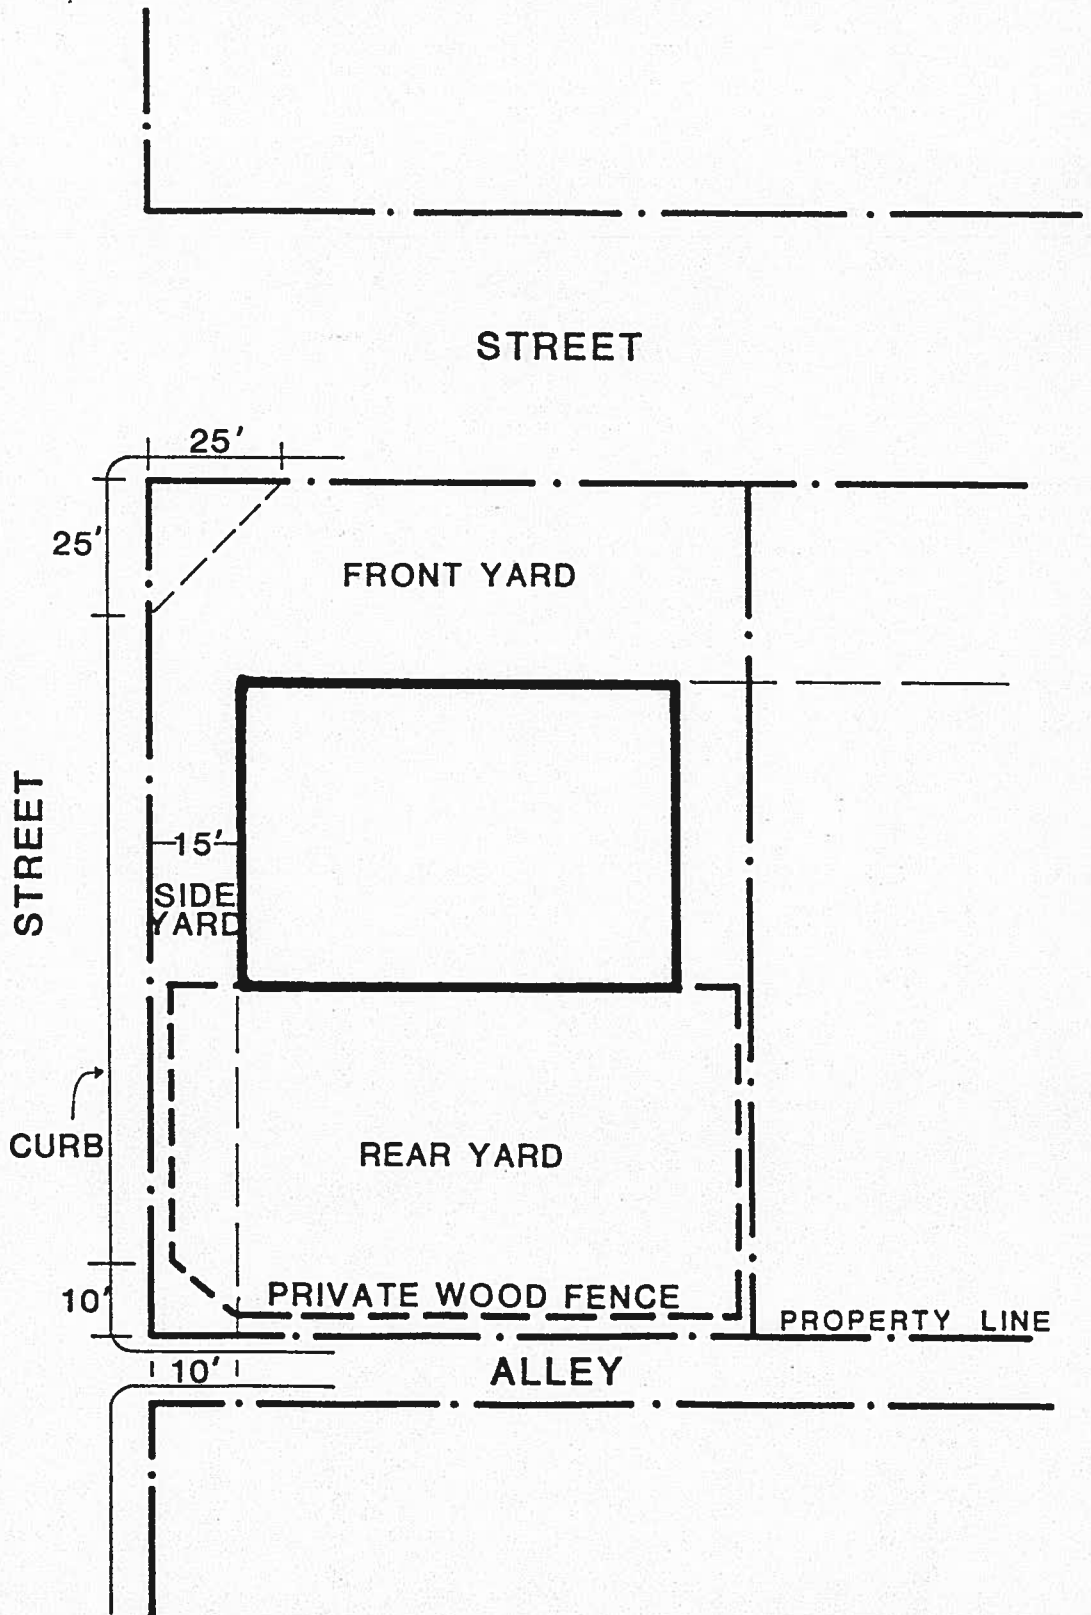 STREET
25'
25'
FRONT YARD
STREET
15'
SIDE
YARD
CURB
REAR YARD
10'
PRIVATE WOOD FENCE
PROPERTY LINE
10'
ALLEY